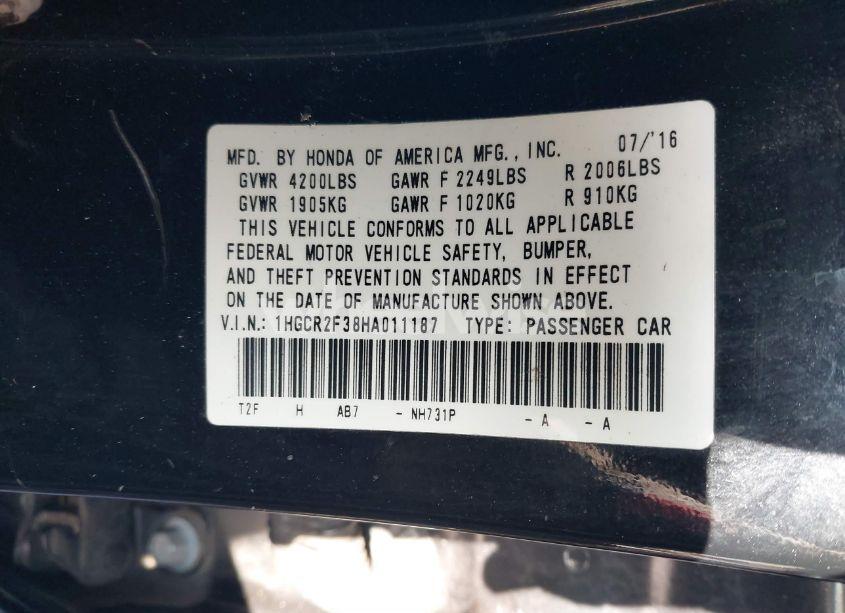 MFD. BY HONDA OF AMERICA MFG., INC. 07/'16
GVWR 4200LBS GAWR F 2249LBS R 2006LBS
GVWR 1905KG GAWR F 1020KG R 910KG
THIS VEHICLE CONFORMS TO ALL APPLICABLE
FEDERAL MOTOR VEHICLE SAFETY, BUMPER,
AND THEFT PREVENTION STANDARDS IN EFFECT
ON THE DATE OF MANUFACTURE SHOWN ABOVE.
V.I.N.: 1HGCR2F38HA011187 TYPE: PASSENGER CAR
T2F H AB7 - NH731P - A - A